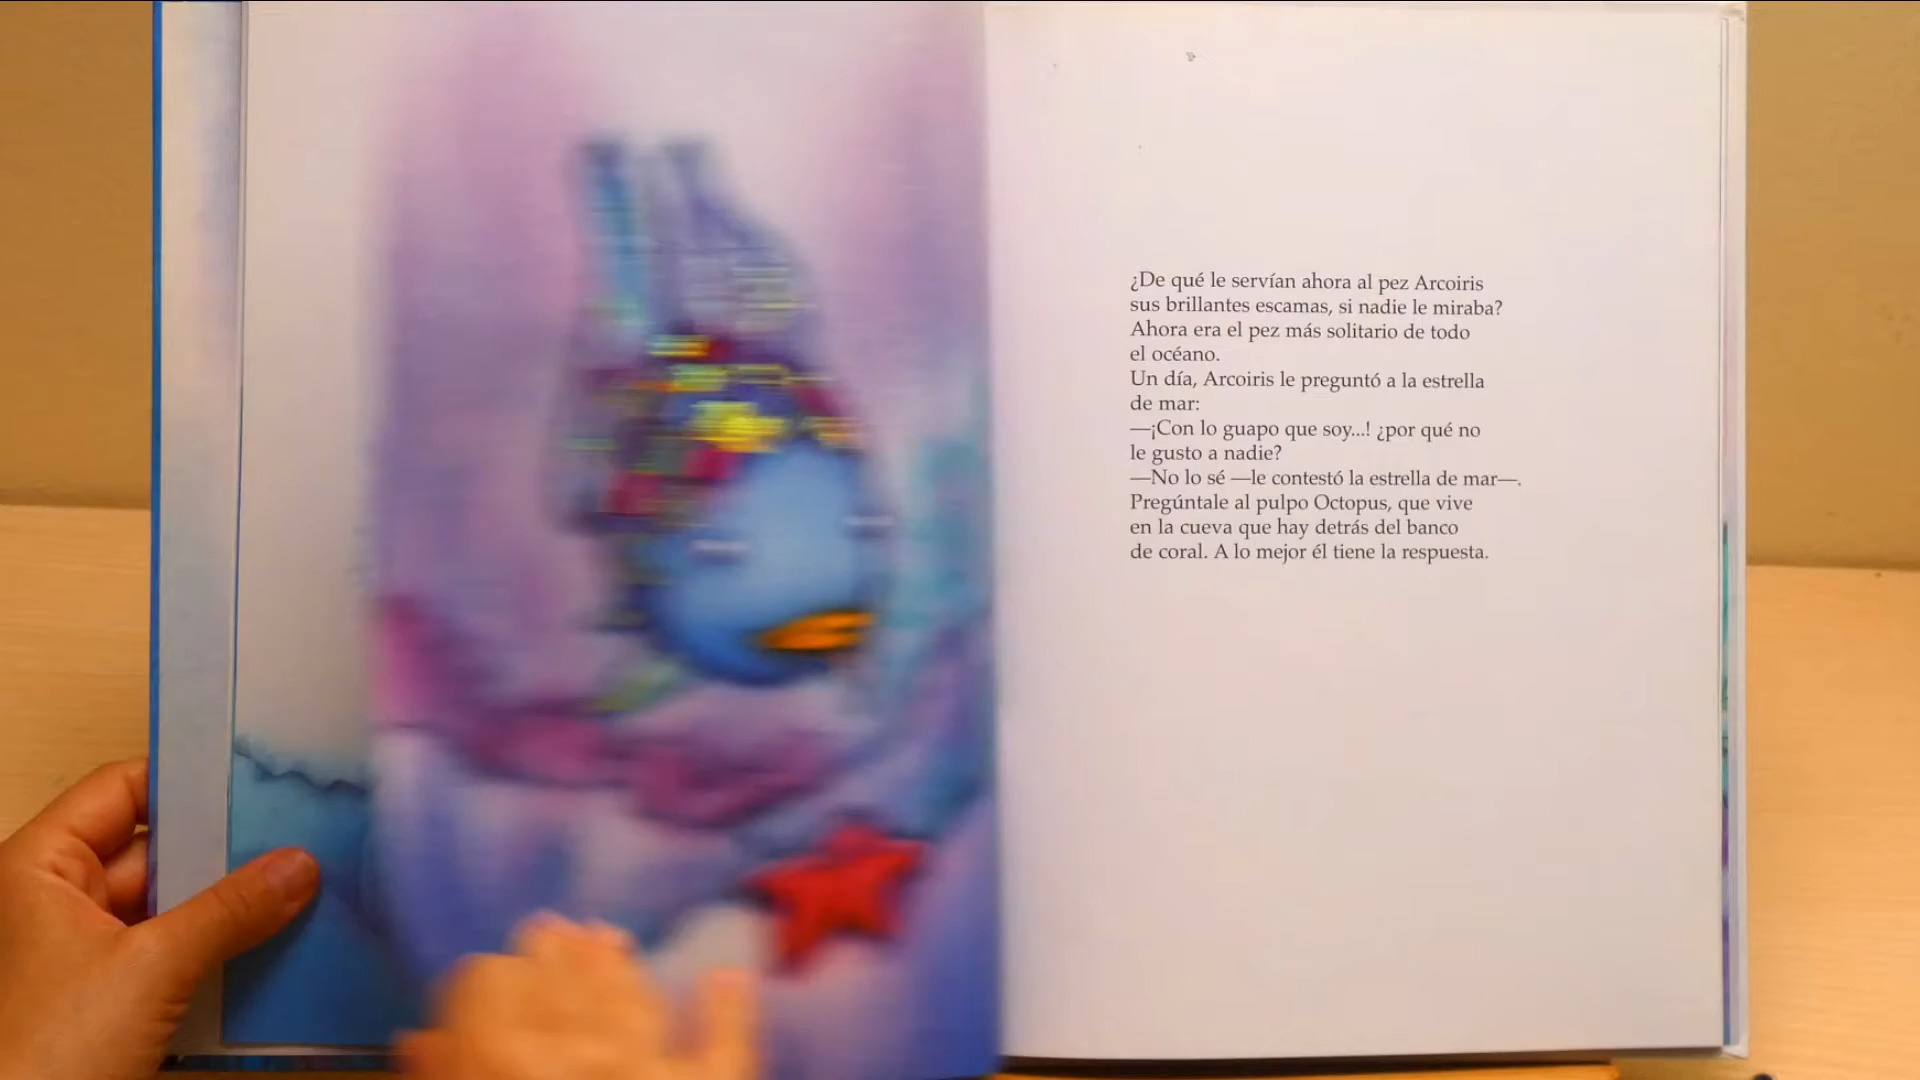 ¿De qué le servían ahora al pez Arcoiris
sus brillantes escamas, si nadie le miraba?
Ahora era el pez más solitario de todo
el océano.
Un día, Arcoiris le preguntó a la estrella
de mar:
—¡Con lo guapo que soy...! ¿por qué no
le gusto a nadie?
—No lo sé —le contestó la estrella de mar—.
Pregúntale al pulpo Octopus, que vive
en la cueva que hay detrás del banco
de coral. A lo mejor él tiene la respuesta.